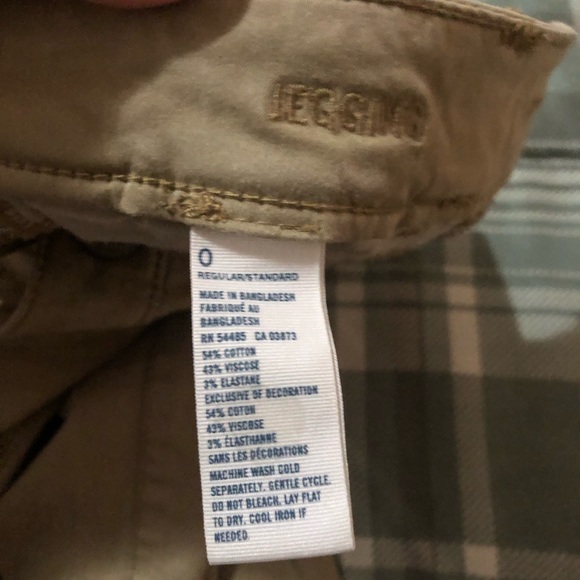 JEGGING
0
REGULAR/STANDARD
MADE IN BANGLADESH
FABRIQUÉ AU
BANGLADESH
RN 54485 CA 03873
54% COTTON
43% VISCOSE
3% ELASTANE
EXCLUSIVE OF DECORATION
54% COTON
43% VISCOSE
3% ÉLASTHANNE
SANS LES DÉCORATIONS
MACHINE WASH COLD
SEPARATELY. GENTLE CYCLE.
DO NOT BLEACH. LAY FLAT
TO DRY. COOL IRON IF
NEEDED.